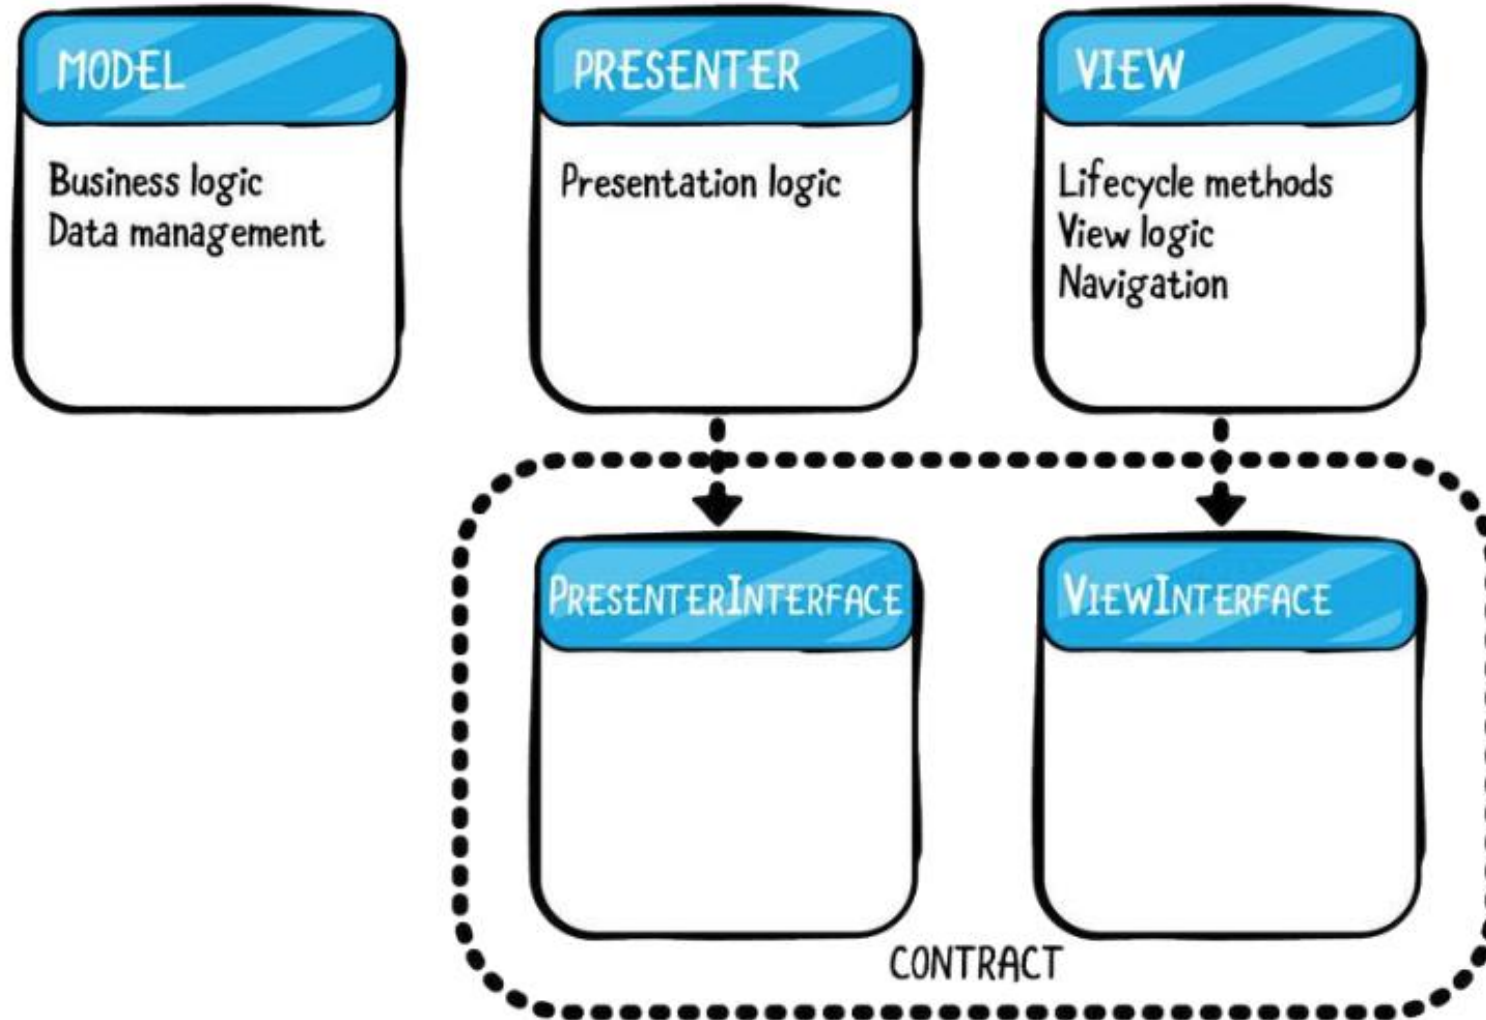 MODEL
Business logic
Data management
PRESENTER
Presentation logic
VIEW
Lifecycle methods
View logic
Navigation
PRESENTERINTERFACE
VIEWINTERFACE
CONTRACT